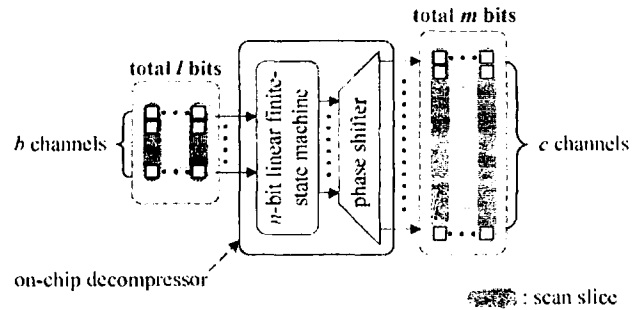 total m bits
total l bits
b channels
n-bit linear finite-
state machine
phase shifter
c channels
on-chip decompressor
: scan slice